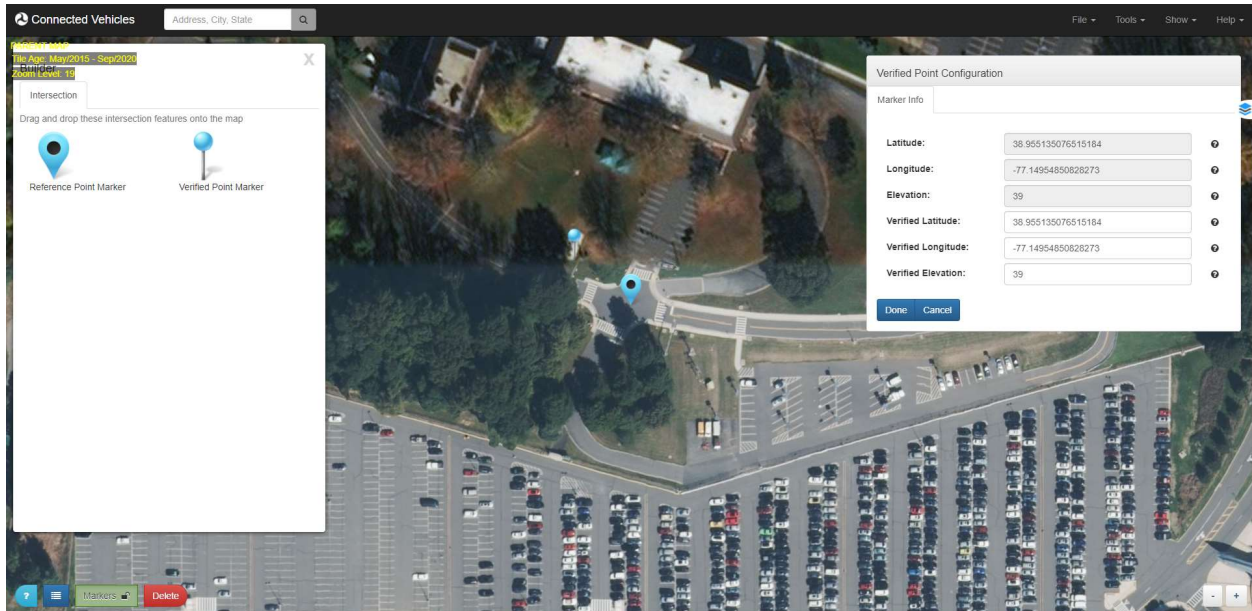 Connected Vehicles
Address, City, State
File
Tools
Show
Help
PARENT MAP
Tile Age: May/2015 - Sep/2020
Zoom Level: 19
Builder
X
Intersection
Drag and drop these intersection features onto the map
Reference Point Marker
Verified Point Marker
Verified Point Configuration
Marker Info
Latitude: 38.955135076515184
Longitude: -77.14954850828273
Elevation: 39
Verified Latitude: 38.955135076515184
Verified Longitude: -77.14954850828273
Verified Elevation: 39
Done Cancel
? Markers Delete
- +